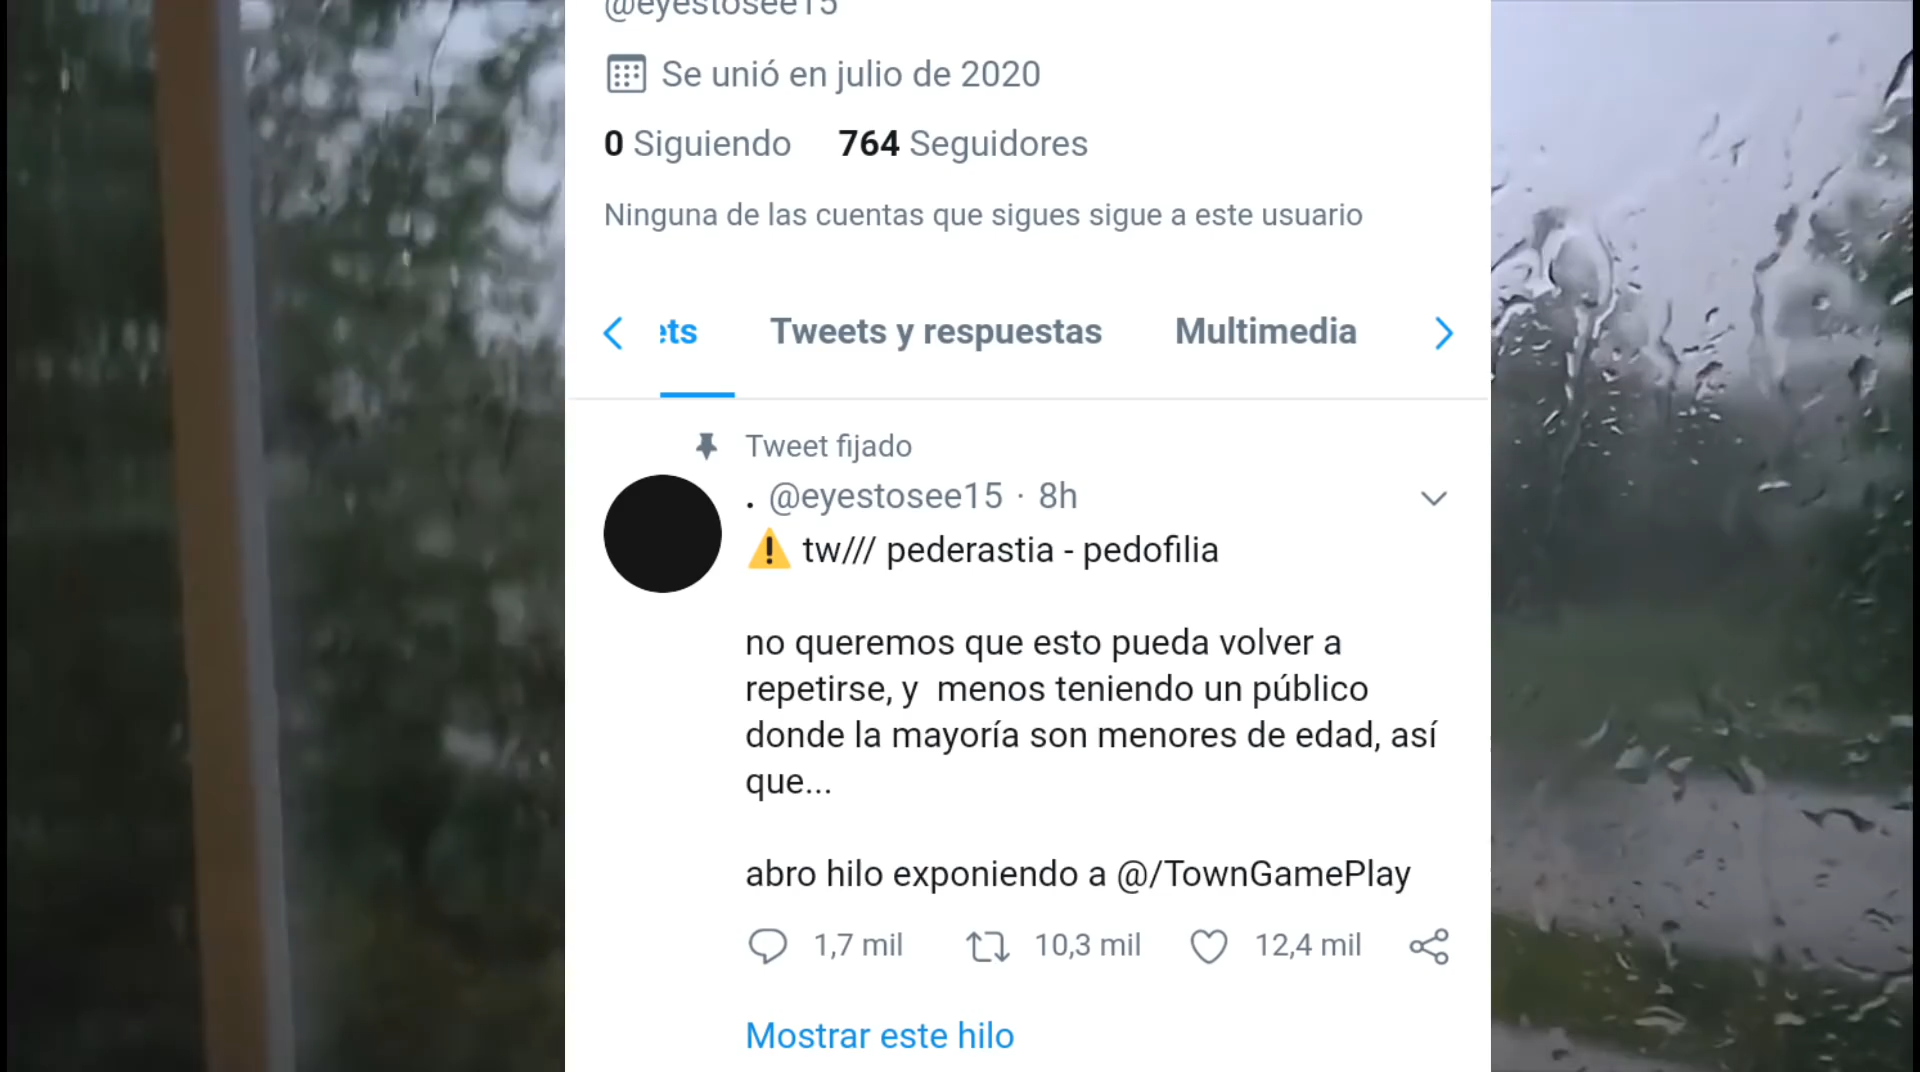 @eyestosee15
Se unió en julio de 2020
0 Siguiendo 764 Seguidores
Ninguna de las cuentas que sigues sigue a este usuario
ets Tweets y respuestas Multimedia
Tweet fijado
. @eyestosee15 · 8h
⚠️ tw/// pederastia - pedofilia
no queremos que esto pueda volver a
repetirse, y  menos teniendo un público
donde la mayoría son menores de edad, así
que...
abro hilo exponiendo a @/TownGamePlay
1,7 mil 10,3 mil 12,4 mil
Mostrar este hilo